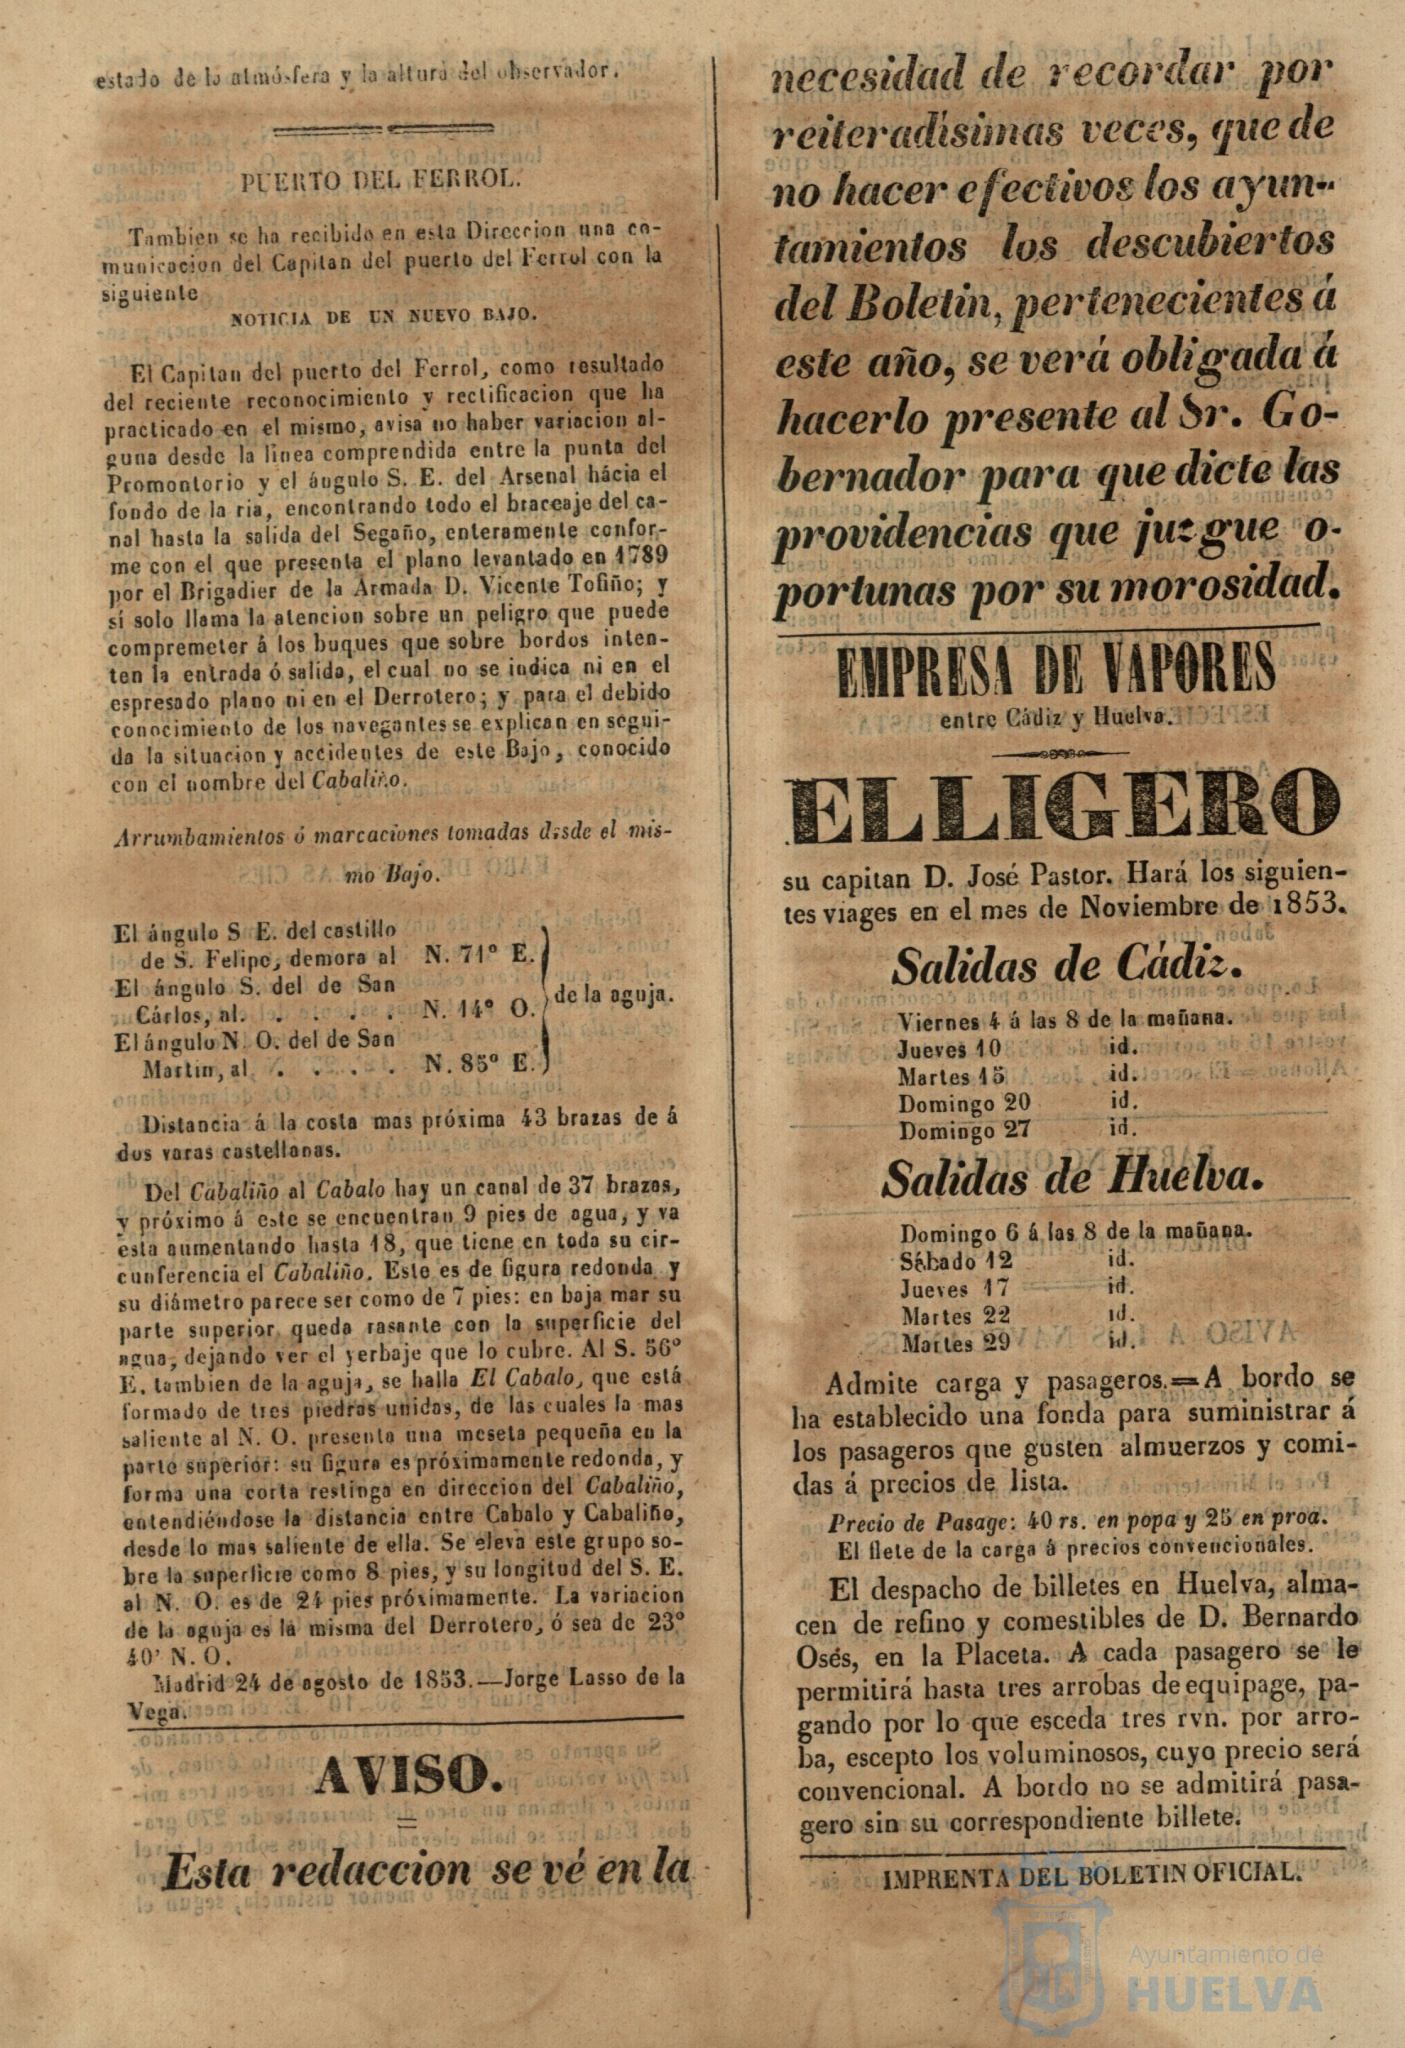 estado de la atmósfera y la altura del observador.
PUERTO DEL FERROL.
Tambien se ha recibido en esta Direccion una co-
municacion del Capitan del puerto del Ferrol con la
siguiente
NOTICIA DE UN NUEVO BAJO.
El Capitan del puerto del Ferrol, como resultado
del reciente reconocimiento y rectificacion que ha
practicado en el mismo, avisa no haber variacion al-
guna desde la línea comprendida entre la punta del
Promontorio y el ángulo S. E. del Arsenal hácia el
fondo de la ria, encontrando todo el braceaje del ca-
nal hasta la salida del Segaño, enteramente confor-
me con el que presenta el plano levantado en 1789
por el Brigadier de la Armada D. Vicente Tofiño; y
sí solo llama la atencion sobre un peligro que puede
compremeter á los buques que sobre bordos inten-
ten la entrada ó salida, el cual no se indica ni en el
espresado plano ni en el Derrotero; y para el debido
conocimiento de los navegantes se esplican en segui-
da la situacion y accidentes de este Bajo, conocido
con el nombre del Cabaliño.
Arrumbamientos ó marcaciones tomadas desde el mis-
mo Bajo.
El ángulo S E. del castillo
de S. Felipe, demora al N. 71° E.
El ángulo S. del de San
Cárlos, al. . . . . N. 14° O. de la aguja.
El ángulo N. O. del de San
Martin, al. . . . . N. 85° E.
Distancia á la costa mas próxima 43 brazas de á
dos varas castellanas.
Del Cabaliño al Cabalo hay un canal de 37 brazas,
y próximo á este se encuentran 9 pies de agua, y va
esta aumentando hasta 18, que tiene en toda su cir-
cunferencia el Cabaliño. Este es de figura redonda y
su diámetro parece ser como de 7 pies: en baja mar su
parte superior queda rasante con la superficie del
agua, dejando ver el yerbaje que lo cubre. Al S. 56°
E. tambien de la aguja, se halla El Cabalo, que está
formado de tres piedras unidas, de las cuales la mas
saliente al N. O. presenta una meseta pequeña en la
parte superior: su figura es próximamente redonda, y
forma una corta restinga en direccion del Cabaliño,
entendiéndose la distancia entre Cabalo y Cabaliño,
desde lo mas saliente de ella. Se eleva este grupo so-
bre la superficie como 8 pies, y su longitud del S. E.
al N. O. es de 24 pies próximamente. La variacion
de la aguja es la misma del Derrotero, ó sea de 23°
40' N. O.
Madrid 24 de agosto de 1853.—Jorge Lasso de la
Vega.
AVISO.
Esta redaccion se vé en la
necesidad de recordar por
reiteradísimas veces, que de
no hacer efectivos los ayun-
tamientos los descubiertos
del Boletin, pertenecientes á
este año, se verá obligada á
hacerlo presente al Sr. Go-
bernador para que dicte las
providencias que juzgue o-
portunas por su morosidad.
EMPRESA DE VAPORES
entre Cádiz y Huelva.
EL LIGERO
su capitan D. José Pastor. Hará los siguien-
tes viages en el mes de Noviembre de 1853.
Salidas de Cádiz.
Viernes 4 á las 8 de la mañana.
Jueves 10 id.
Martes 15 id.
Domingo 20 id.
Domingo 27 id.
Salidas de Huelva.
Domingo 6 á las 8 de la mañana.
Sábado 12 id.
Jueves 17 id.
Martes 22 id.
Martes 29 id.
Admite carga y pasageros.=A bordo se
ha establecido una fonda para suministrar á
los pasageros que gusten almuerzos y comi-
das á precios de lista.
Precio de Pasage: 40 rs. en popa y 25 en proa.
El flete de la carga á precios convencionales.
El despacho de billetes en Huelva, alma-
cen de refino y comestibles de D. Bernardo
Osés, en la Placeta. A cada pasagero se le
permitirá hasta tres arrobas de equipage, pa-
gando por lo que esceda tres rvn. por arro-
ba, escepto los voluminosos, cuyo precio será
convencional. A bordo no se admitirá pasa-
gero sin su correspondiente billete.
IMPRENTA DEL BOLETIN OFICIAL.
Ayuntamiento de
HUELVA